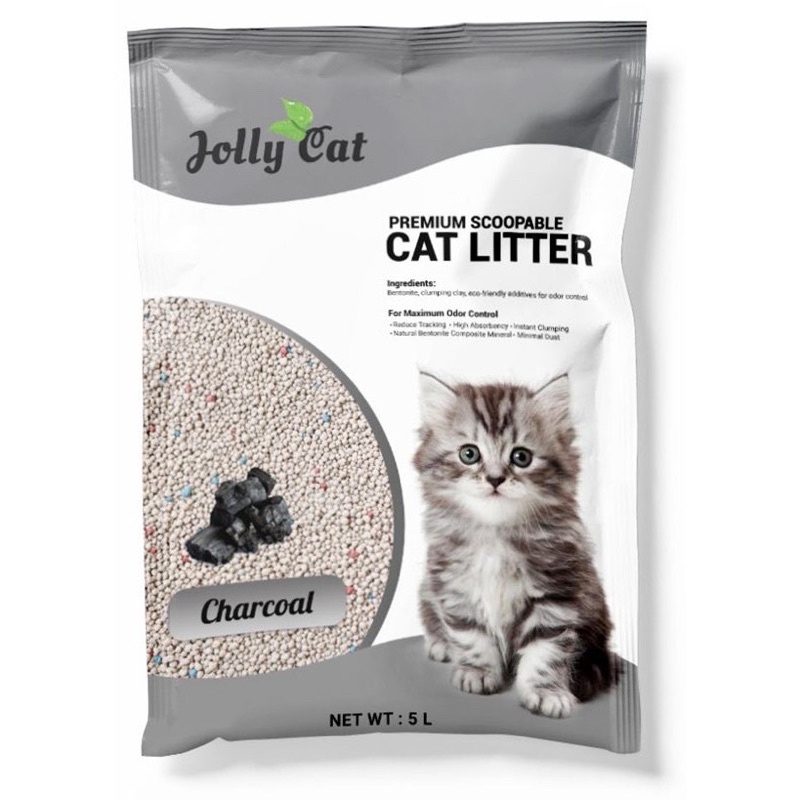 Jolly Cat
PREMIUM SCOOPABLE
CAT LITTER
Ingredients:
Bentonite, clumping clay, eco-friendly additives for odor control
For Maximum Odor Control
• Reduce Tracking • High Absorbency • Instant Clumping
• Natural Bentonite Composite Mineral • Minimal Dust
Charcoal
NET WT : 5 L